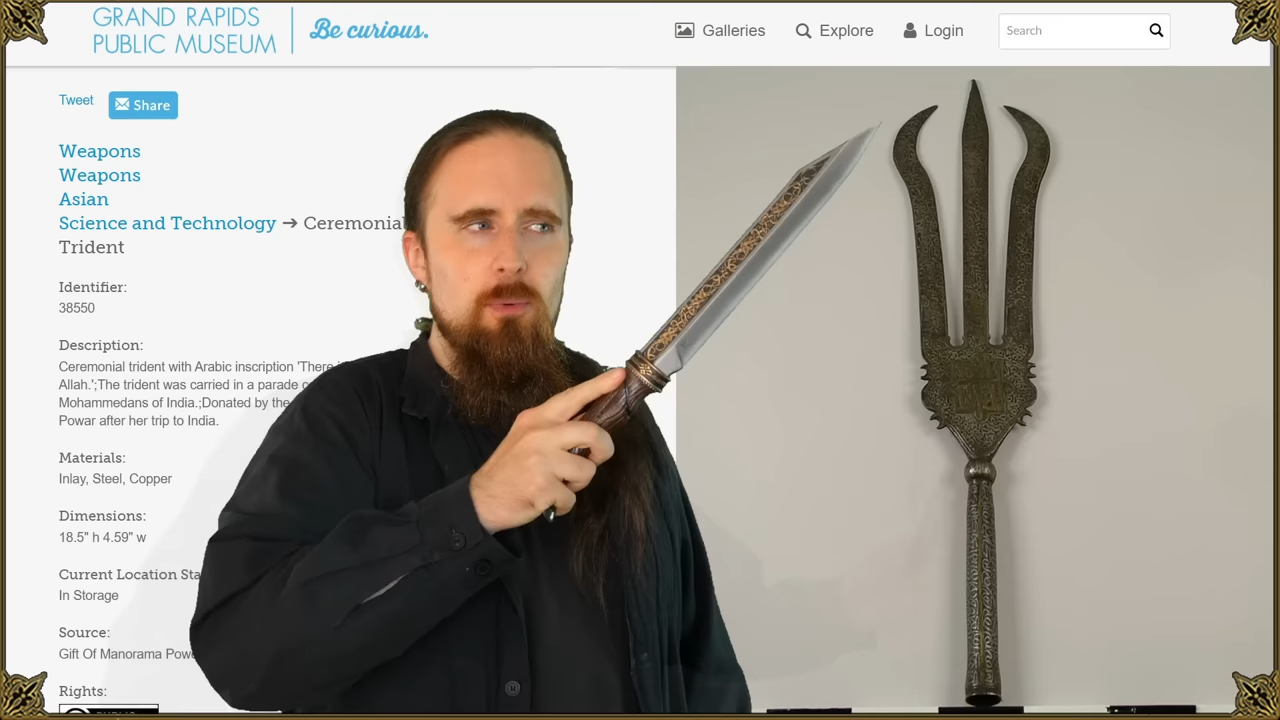 GRAND RAPIDS
PUBLIC MUSEUM
Be curious.
Galleries
Explore
Login
Search
Tweet
Share
Weapons
Weapons
Asian
Science and Technology → Ceremonial
Trident
Identifier:
38550
Description:
Ceremonial trident with Arabic inscription 'There
Allah.';The trident was carried in a parade
Mohammedans of India.;Donated by the
Powar after her trip to India.
Materials:
Inlay, Steel, Copper
Dimensions:
18.5" h 4.59" w
Current Location Sta
In Storage
Source:
Gift Of Manorama Powa
Rights: